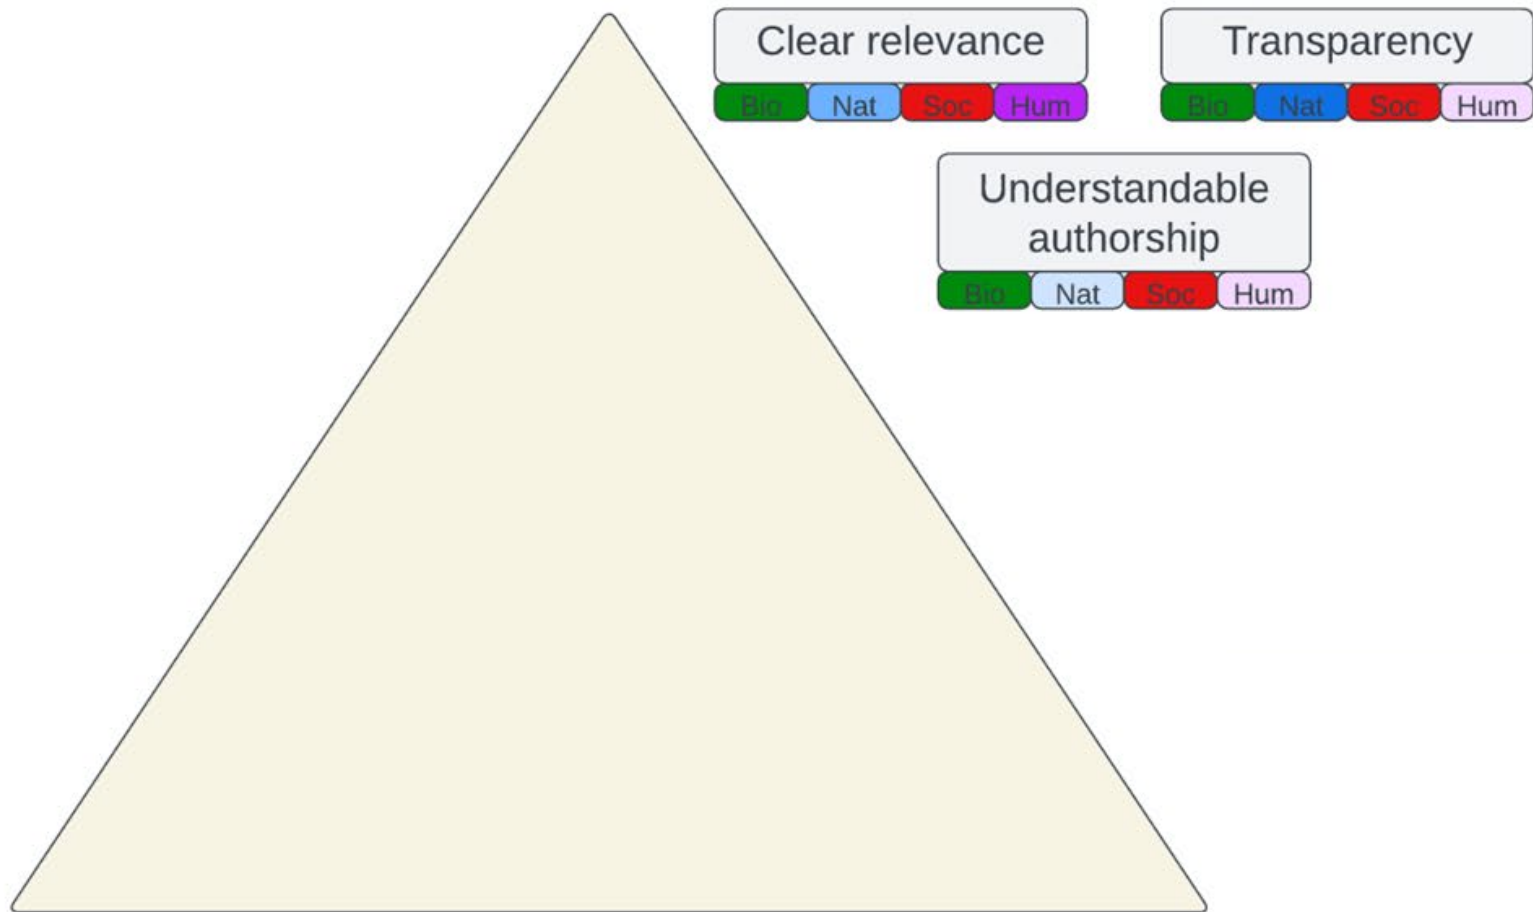 Clear relevance
Bio Nat Soc Hum
Transparency
Bio Nat Soc Hum
Understandable
authorship
Bio Nat Soc Hum